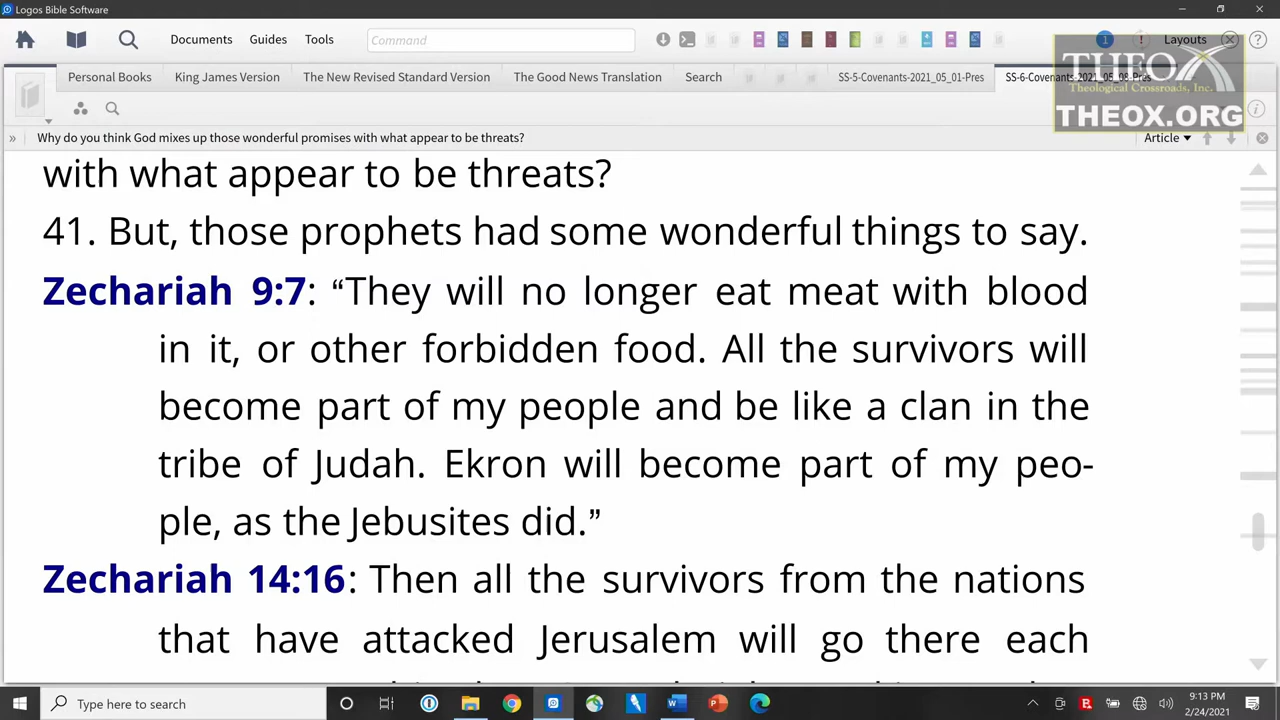 Logos Bible Software
Documents Guides Tools Command Layouts
Personal Books King James Version The New Revised Standard Version The Good News Translation Search SS-5-Covenants-2021_05_01-Pres SS-6-Covenants-2021_05_08-Pres
THEOX
Theological Crossroads, Inc.
THEOX.ORG
» Why do you think God mixes up those wonderful promises with what appear to be threats? Article
with what appear to be threats?
41. But, those prophets had some wonderful things to say.
Zechariah 9:7: “They will no longer eat meat with blood
in it, or other forbidden food. All the survivors will
become part of my people and be like a clan in the
tribe of Judah. Ekron will become part of my peo-
ple, as the Jebusites did.”
Zechariah 14:16: Then all the survivors from the nations
that have attacked Jerusalem will go there each
Type here to search
9:13 PM
2/24/2021